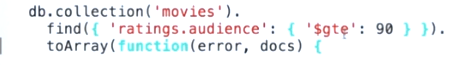 db.collection('movies').
find({ 'ratings.audience': { '$gte': 90 } }).
toArray(function(error, docs) {